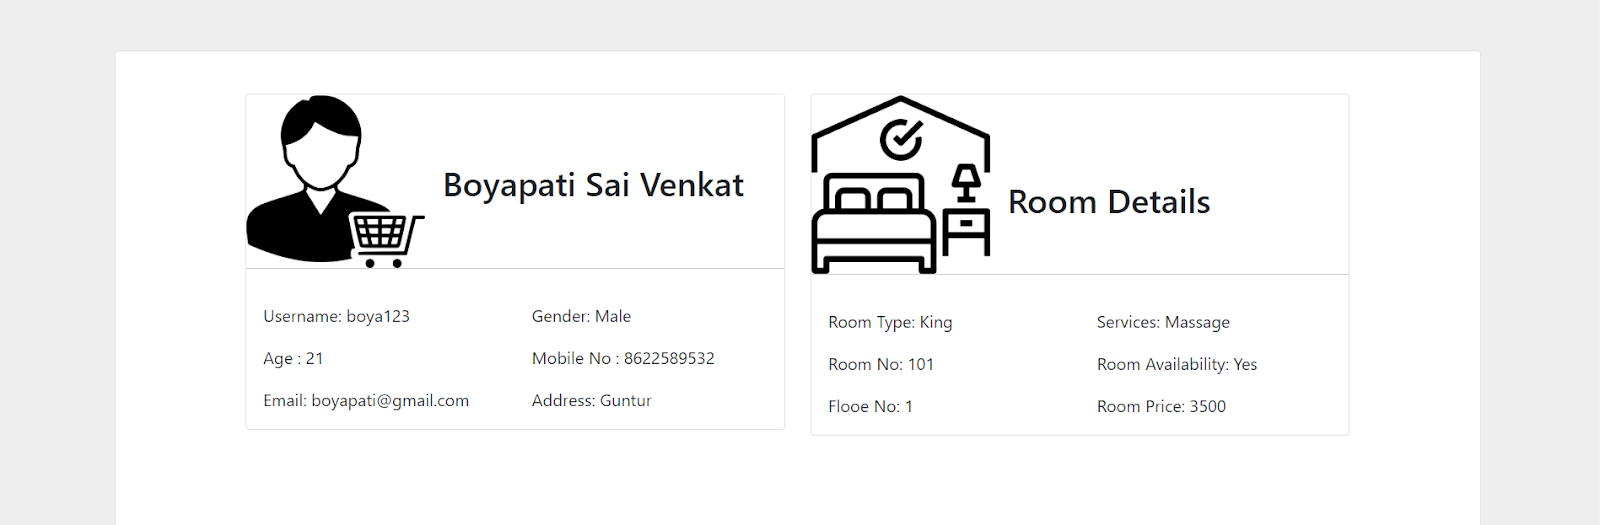 Boyapati Sai Venkat
Username: boya123
Gender: Male
Age : 21
Mobile No : 8622589532
Email: boyapati@gmail.com
Address: Guntur
Room Details
Room Type: King
Services: Massage
Room No: 101
Room Availability: Yes
Flooe No: 1
Room Price: 3500